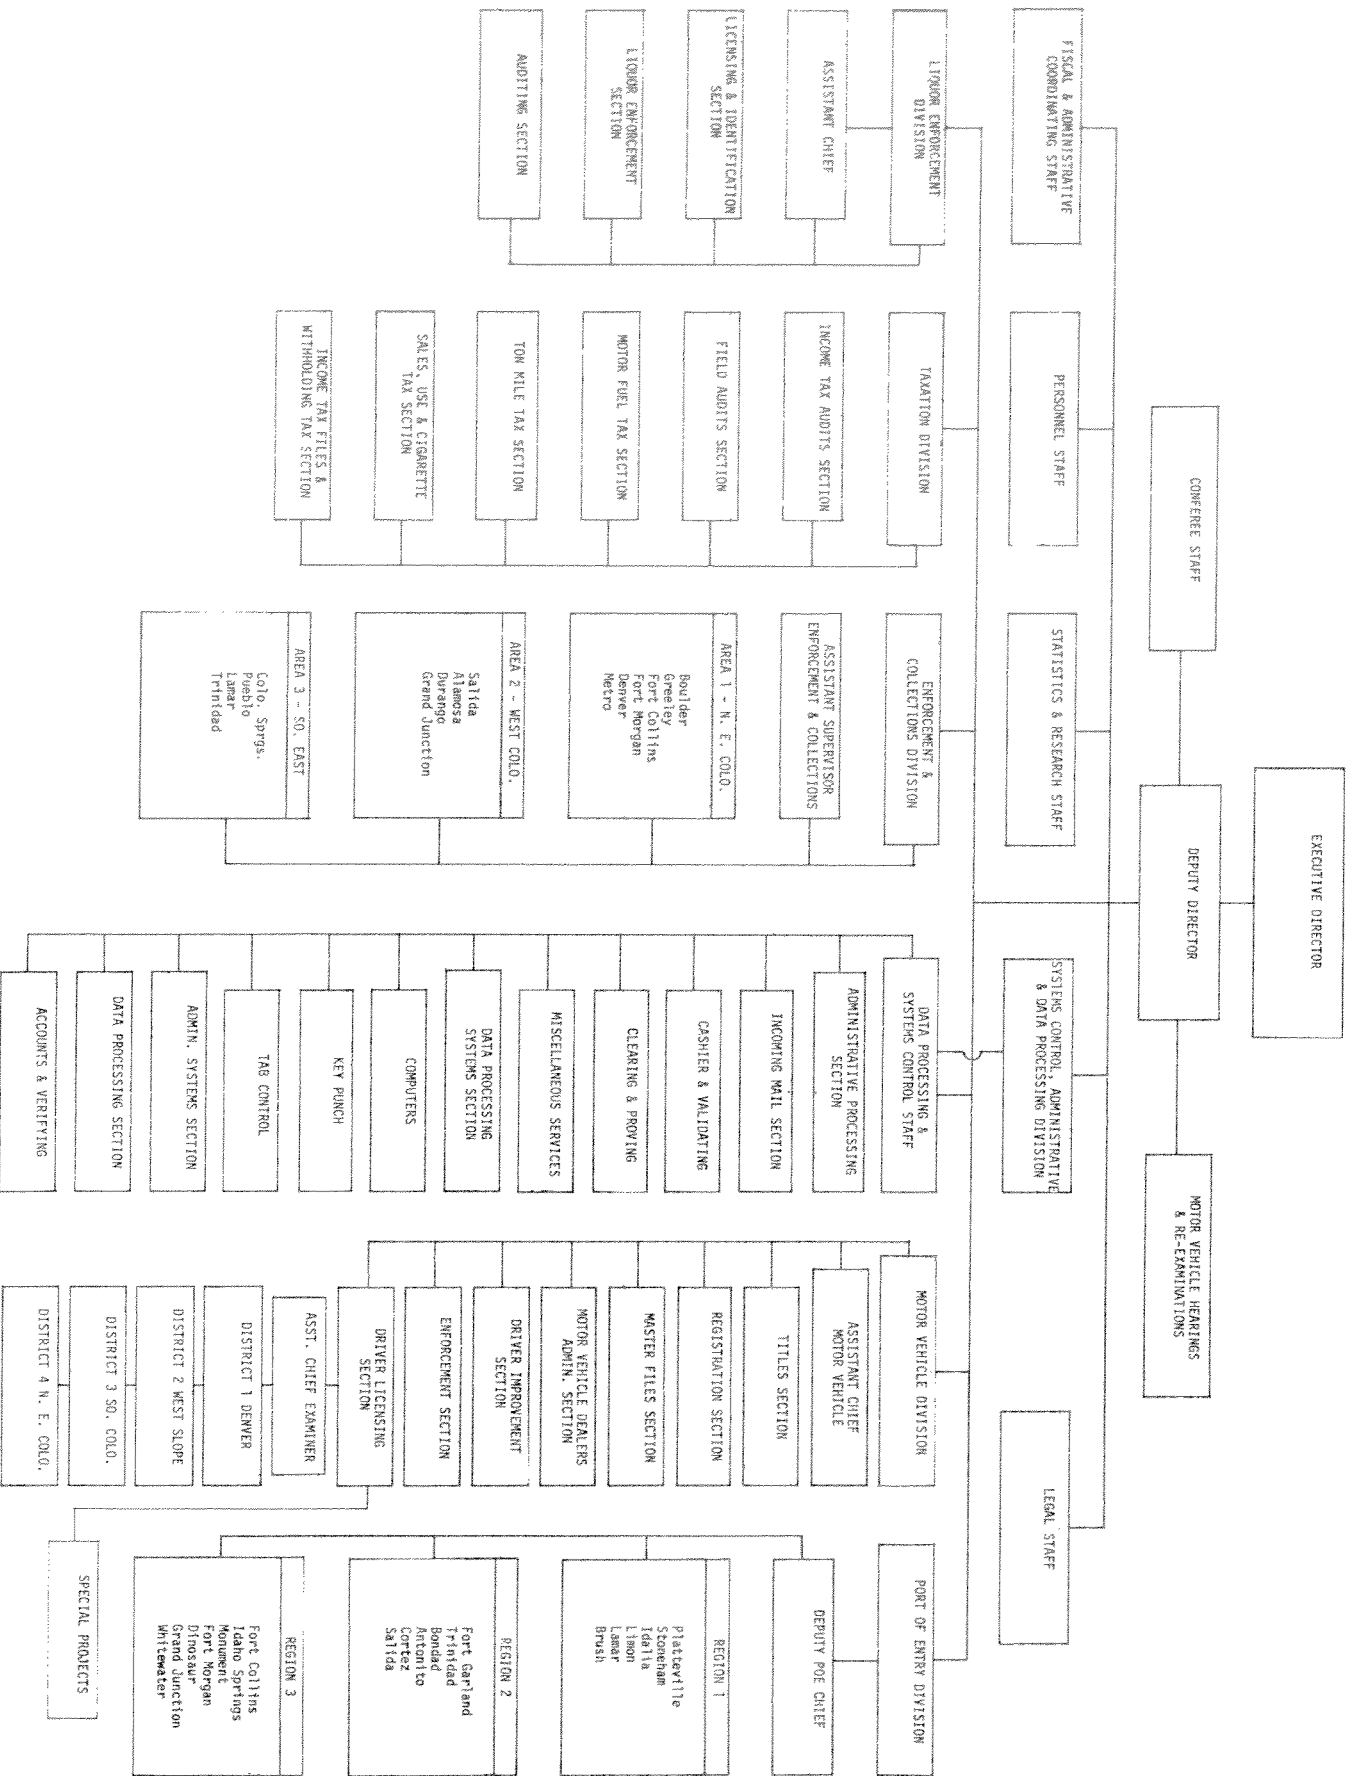 EXECUTIVE DIRECTOR
CONFEREE STAFF
DEPUTY DIRECTOR
MOTOR VEHICLE HEARINGS
& RE-EXAMINATIONS
FISCAL & ADMINISTRATIVE
COORDINATING STAFF
PERSONNEL STAFF
STATISTICS & RESEARCH STAFF
SYSTEMS CONTROL, ADMINISTRATIVE
& DATA PROCESSING DIVISION
LEGAL STAFF
LIQUOR ENFORCEMENT
DIVISION
ASSISTANT CHIEF
LICENSING & IDENTIFICATION
SECTION
LIQUOR ENFORCEMENT
SECTION
AUDITING SECTION
TAXATION DIVISION
INCOME TAX AUDITS SECTION
FIELD AUDITS SECTION
MOTOR FUEL TAX SECTION
TON MILE TAX SECTION
SALES, USE & CIGARETTE
TAX SECTION
INCOME TAX FILES &
WITHHOLDING TAX SECTION
ENFORCEMENT &
COLLECTIONS DIVISION
ASSISTANT SUPERVISOR
ENFORCEMENT & COLLECTIONS
AREA 1 - N. E. COLO.
Boulder
Greeley
Fort Collins
Fort Morgan
Denver
Metro
AREA 2 - WEST COLO.
Salida
Alamosa
Durango
Grand Junction
AREA 3 - SO. EAST
Colo. Sprgs.
Pueblo
Lamar
Trinidad
DATA PROCESSING &
SYSTEMS CONTROL STAFF
ADMINISTRATIVE PROCESSING
SECTION
INCOMING MAIL SECTION
CASHIER & VALIDATING
CLEARING & PROVING
MISCELLANEOUS SERVICES
DATA PROCESSING
SYSTEMS SECTION
COMPUTERS
KEY PUNCH
TAB CONTROL
ADMIN. SYSTEMS SECTION
DATA PROCESSING SECTION
ACCOUNTS & VERIFYING
MOTOR VEHICLE DIVISION
ASSISTANT CHIEF
MOTOR VEHICLE
TITLES SECTION
REGISTRATION SECTION
MASTER FILES SECTION
MOTOR VEHICLE DEALERS
ADMIN. SECTION
DRIVER IMPROVEMENT
SECTION
ENFORCEMENT SECTION
DRIVER LICENSING
SECTION
ASST. CHIEF EXAMINER
DISTRICT 1 DENVER
DISTRICT 2 WEST SLOPE
DISTRICT 3 SO. COLO.
DISTRICT 4 N. E. COLO.
SPECIAL PROJECTS
PORT OF ENTRY DIVISION
DEPUTY POE CHIEF
REGION 1
Platteville
Stoneham
Idalia
Limon
Lamar
Brush
REGION 2
Fort Garland
Trinidad
Bondad
Antonito
Cortez
Salida
REGION 3
Fort Collins
Idaho Springs
Monument
Fort Morgan
Dinosaur
Grand Junction
Whitewater